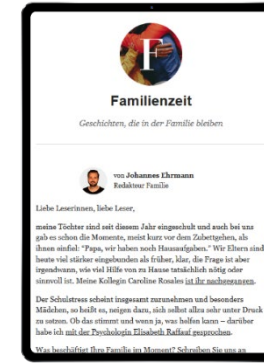 F
Familienzeit
Geschichten, die in der Familie bleiben
von Johannes Ehrmann
Redakteur Familie
Liebe Leserinnen, liebe Leser,
meine Töchter sind seit diesem Jahr eingeschult und auch bei uns
gab es schon die Momente, meist kurz vor dem Zubettgehen, als
ihnen einfiel: "Papa, wir haben noch Hausaufgaben." Wir Eltern sind
heute viel stärker eingebunden als früher, klar, die Frage ist aber
irgendwann, wie viel Hilfe von zu Hause tatsächlich nötig oder
sinnvoll ist. Meine Kollegin Caroline Rosales ist ihr nachgegangen.
Der Schulstress scheint insgesamt zuzunehmen und besonders
Mädchen, so heißt es, neigen dazu, sich selbst allzu sehr unter Druck
zu setzen. Ob das stimmt und wenn ja, was helfen kann – darüber
habe ich mit der Psychologin Elisabeth Raffauf gesprochen.
Was beschäftigt Ihre Familie im Moment? Schreiben Sie uns an